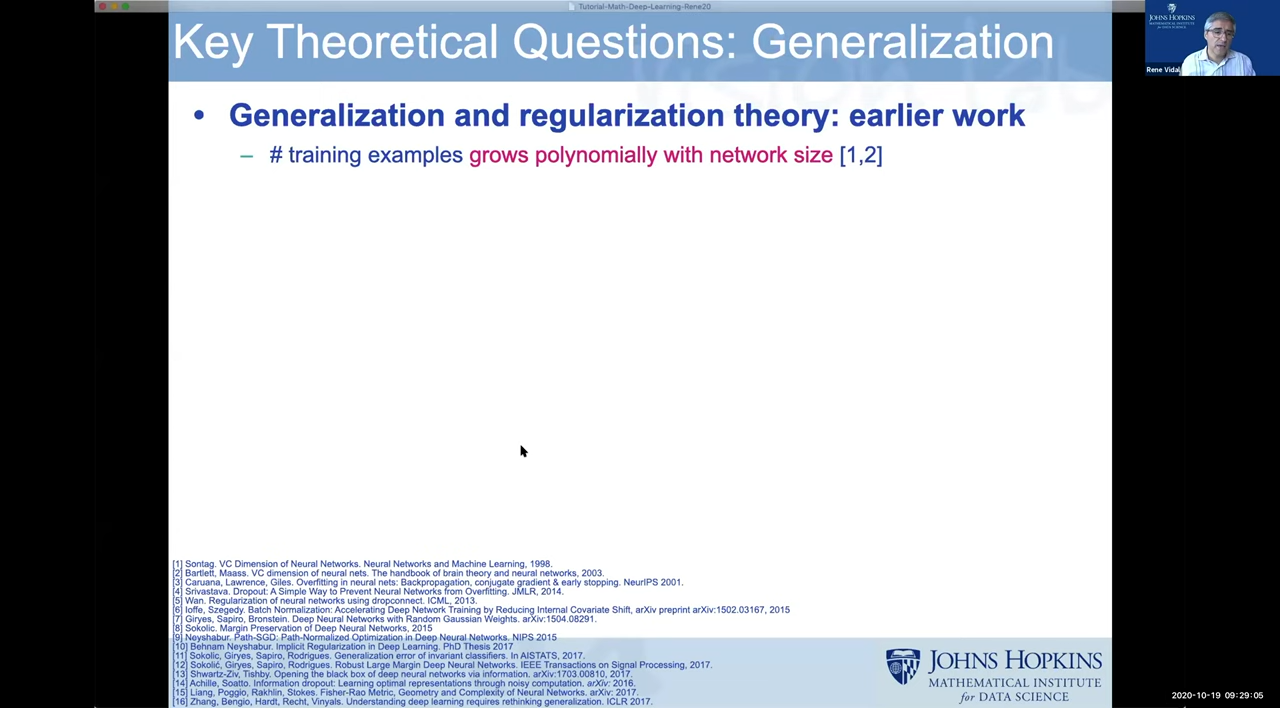 Tutorial-Math-Deep-Learning-Rene20
Key Theoretical Questions: Generalization
• Generalization and regularization theory: earlier work
– # training examples grows polynomially with network size [1,2]
[1] Sontag. VC Dimension of Neural Networks. Neural Networks and Machine Learning, 1998.
[2] Bartlett, Maass. VC dimension of neural nets. The handbook of brain theory and neural networks, 2003.
[3] Caruana, Lawrence, Giles. Overfitting in neural nets: Backpropagation, conjugate gradient & early stopping. NeurIPS 2001.
[4] Srivastava. Dropout: A Simple Way to Prevent Neural Networks from Overfitting. JMLR, 2014.
[5] Wan. Regularization of neural networks using dropconnect. ICML, 2013.
[6] Ioffe, Szegedy. Batch Normalization: Accelerating Deep Network Training by Reducing Internal Covariate Shift, arXiv preprint arXiv:1502.03167, 2015
[7] Giryes, Sapiro, Bronstein. Deep Neural Networks with Random Gaussian Weights. arXiv:1504.08291.
[8] Sokolic. Margin Preservation of Deep Neural Networks, 2015
[9] Neyshabur. Path-SGD: Path-Normalized Optimization in Deep Neural Networks. NIPS 2015
[10] Behnam Neyshabur. Implicit Regularization in Deep Learning. PhD Thesis 2017
[11] Sokolic, Giryes, Sapiro, Rodrigues. Generalization error of invariant classifiers. In AISTATS, 2017.
[12] Sokolić, Giryes, Sapiro, Rodrigues. Robust Large Margin Deep Neural Networks. IEEE Transactions on Signal Processing, 2017.
[13] Shwartz-Ziv, Tishby. Opening the black box of deep neural networks via information. arXiv:1703.00810, 2017.
[14] Achille, Soatto. Information dropout: Learning optimal representations through noisy computation. arXiv: 2016.
[15] Liang, Poggio, Rakhlin, Stokes. Fisher-Rao Metric, Geometry and Complexity of Neural Networks. arXiv: 2017.
[16] Zhang, Bengio, Hardt, Recht, Vinyals. Understanding deep learning requires rethinking generalization. ICLR 2017.
JOHNS HOPKINS
MATHEMATICAL INSTITUTE
for DATA SCIENCE
JOHNS HOPKINS
MATHEMATICAL INSTITUTE
for DATA SCIENCE
Rene Vidal
2020-10-19 09:29:05